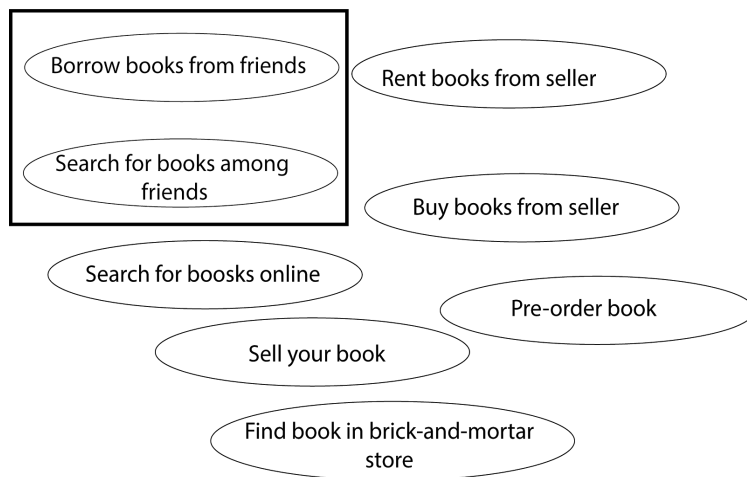 Borrow books from friends
Rent books from seller
Search for books among
friends
Buy books from seller
Search for boosks online
Pre-order book
Sell your book
Find book in brick-and-mortar
store